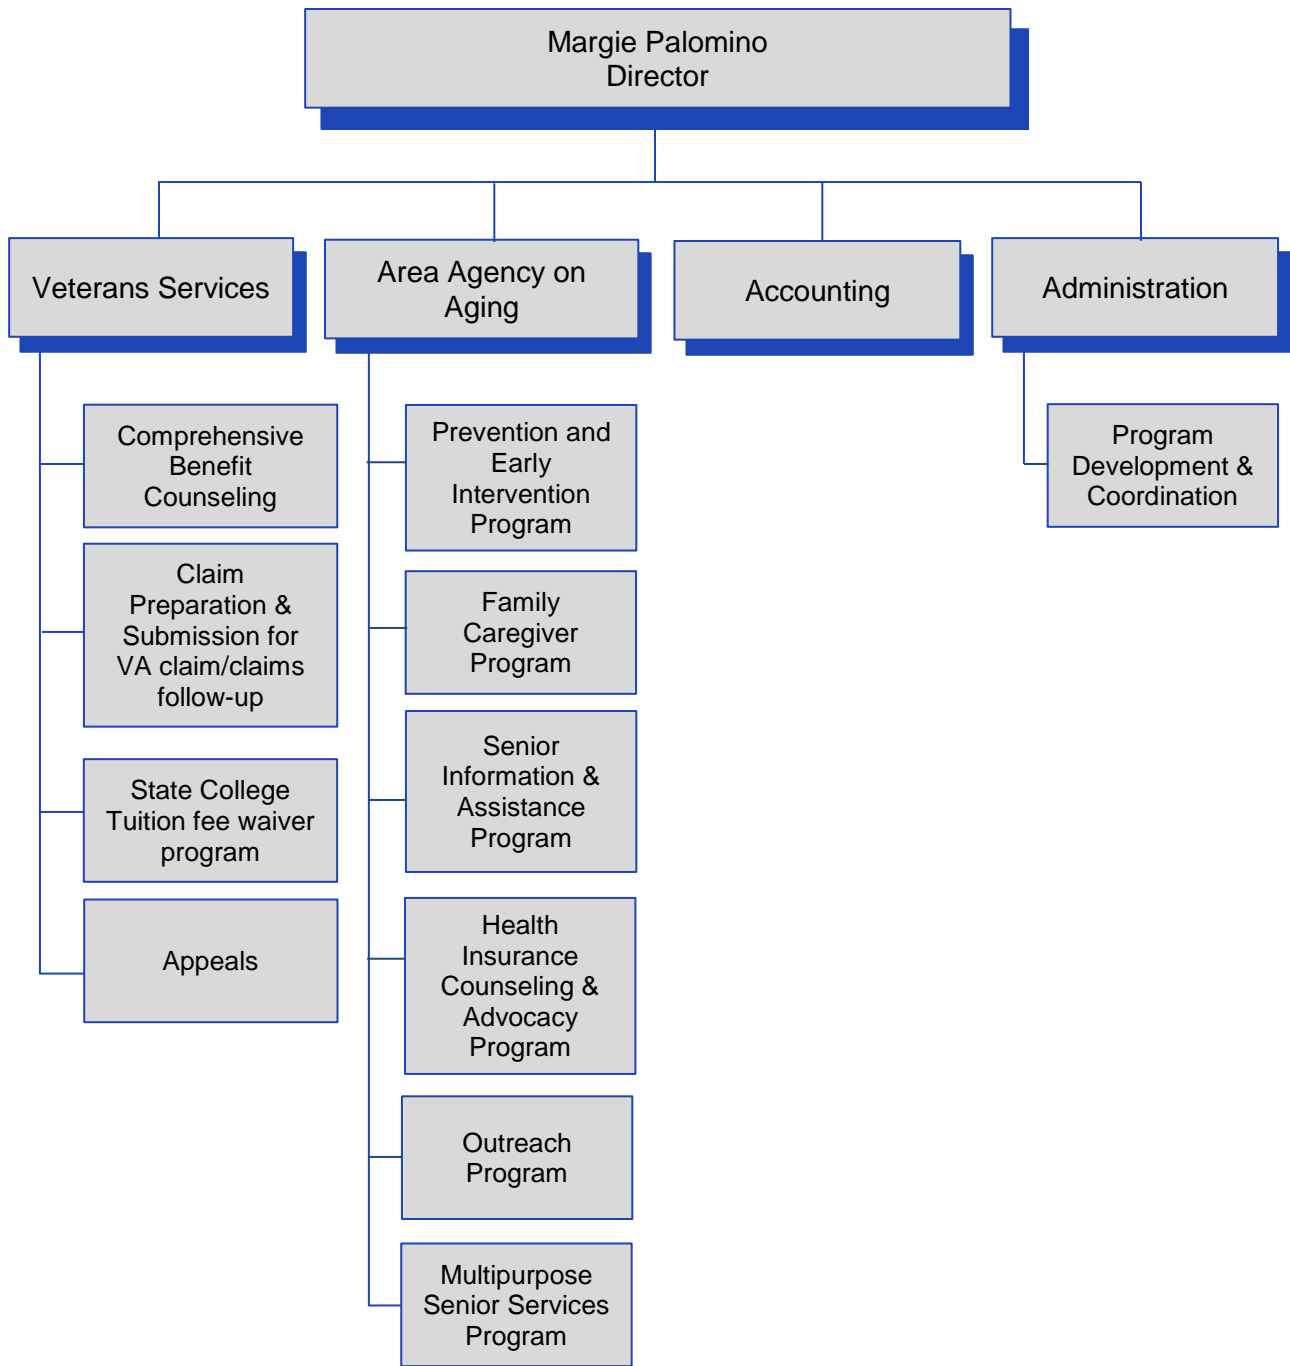 Margie Palomino
Director
Veterans Services
Area Agency on
Aging
Accounting
Administration
Comprehensive
Benefit
Counseling
Claim
Preparation &
Submission for
VA claim/claims
follow-up
State College
Tuition fee waiver
program
Appeals
Prevention and
Early
Intervention
Program
Family
Caregiver
Program
Senior
Information &
Assistance
Program
Health
Insurance
Counseling &
Advocacy
Program
Outreach
Program
Multipurpose
Senior Services
Program
Program
Development &
Coordination